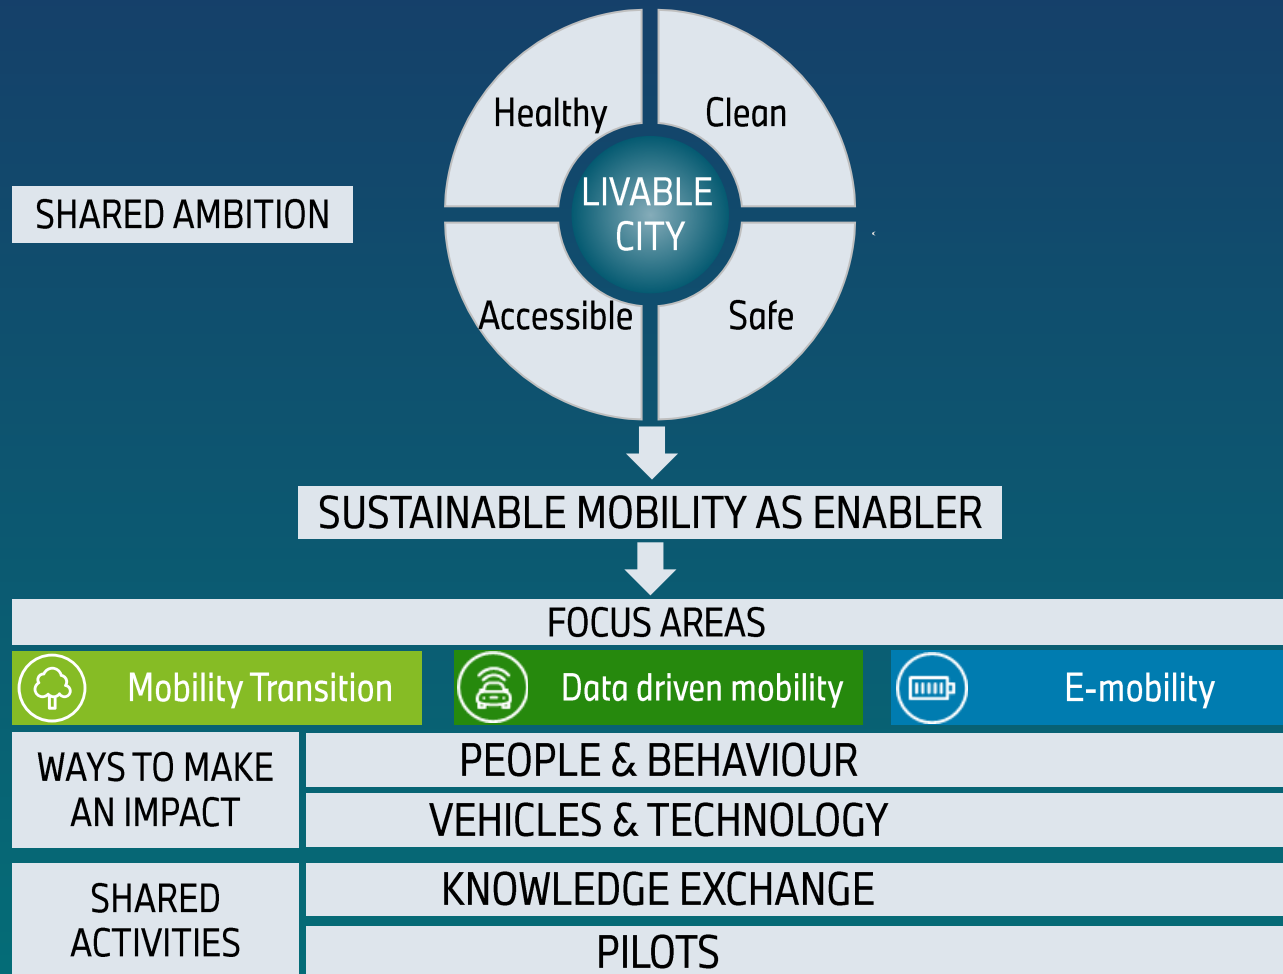 Healthy
Clean
LIVABLE
CITY
SHARED AMBITION
Accessible
Safe
SUSTAINABLE MOBILITY AS ENABLER
FOCUS AREAS
Mobility Transition
Data driven mobility
E-mobility
WAYS TO MAKE
AN IMPACT
PEOPLE & BEHAVIOUR
VEHICLES & TECHNOLOGY
SHARED
ACTIVITIES
KNOWLEDGE EXCHANGE
PILOTS